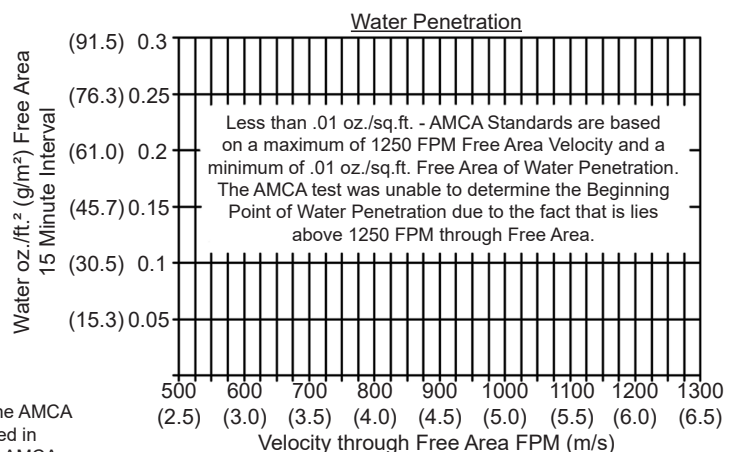 Water Penetration
Water oz./ft.² (g/m²) Free Area
15 Minute Interval
(91.5) 0.3
(76.3) 0.25
(61.0) 0.2
(45.7) 0.15
(30.5) 0.1
(15.3) 0.05
Less than .01 oz./sq.ft. - AMCA Standards are based
on a maximum of 1250 FPM Free Area Velocity and a
minimum of .01 oz./sq.ft. Free Area of Water Penetration.
The AMCA test was unable to determine the Beginning
Point of Water Penetration due to the fact that is lies
above 1250 FPM through Free Area.
500 600 700 800 900 1000 1100 1200 1300
(2.5) (3.0) (3.5) (4.0) (4.5) (5.0) (5.5) (6.0) (6.5)
Velocity through Free Area FPM (m/s)
AMCA
ed in
AMCA